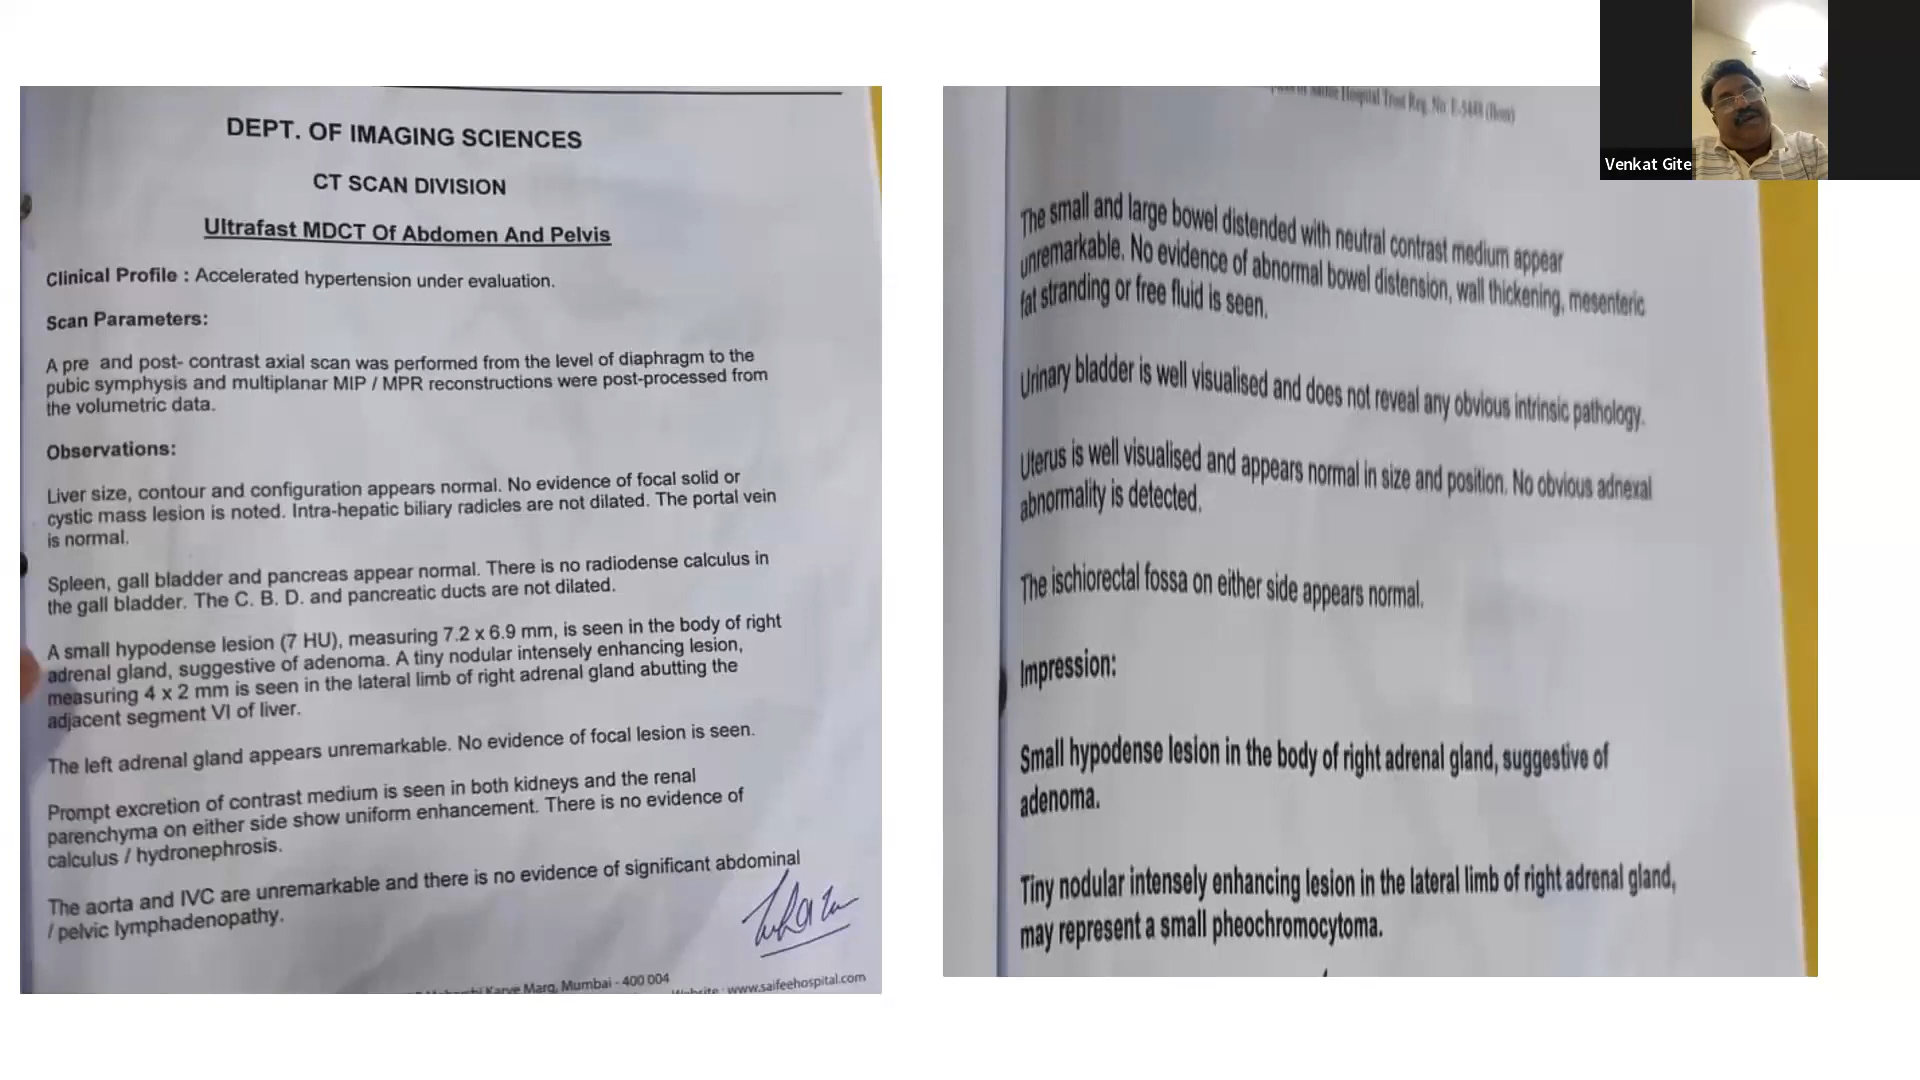 DEPT. OF IMAGING SCIENCES
CT SCAN DIVISION
Ultrafast MDCT Of Abdomen And Pelvis
Clinical Profile : Accelerated hypertension under evaluation.
Scan Parameters:
A pre and post- contrast axial scan was performed from the level of diaphragm to the
pubic symphysis and multiplanar MIP / MPR reconstructions were post-processed from
the volumetric data.
Observations:
Liver size, contour and configuration appears normal. No evidence of focal solid or
cystic mass lesion is noted. Intra-hepatic biliary radicles are not dilated. The portal vein
is normal.
Spleen, gall bladder and pancreas appear normal. There is no radiodense calculus in
the gall bladder. The C. B. D. and pancreatic ducts are not dilated.
A small hypodense lesion (7 HU), measuring 7.2 x 6.9 mm, is seen in the body of right
adrenal gland, suggestive of adenoma. A tiny nodular intensely enhancing lesion,
measuring 4 x 2 mm is seen in the lateral limb of right adrenal gland abutting the
adjacent segment VI of liver.
The left adrenal gland appears unremarkable. No evidence of focal lesion is seen.
Prompt excretion of contrast medium is seen in both kidneys and the renal
parenchyma on either side show uniform enhancement. There is no evidence of
calculus / hydronephrosis.
The aorta and IVC are unremarkable and there is no evidence of significant abdominal
/ pelvic lymphadenopathy.
Karve Marg, Mumbai - 400 004
Website : www.saifeehospital.com
Saifee Hospital Trust Reg. No. E-5448 (Bom)
The small and large bowel distended with neutral contrast medium appear
unremarkable. No evidence of abnormal bowel distension, wall thickening, mesenteric
fat stranding or free fluid is seen.
Urinary bladder is well visualised and does not reveal any obvious intrinsic pathology.
Uterus is well visualised and appears normal in size and position. No obvious adnexal
abnormality is detected.
The ischiorectal fossa on either side appears normal.
Impression:
Small hypodense lesion in the body of right adrenal gland, suggestive of
adenoma.
Tiny nodular intensely enhancing lesion in the lateral limb of right adrenal gland,
may represent a small pheochromocytoma.
Venkat Gite